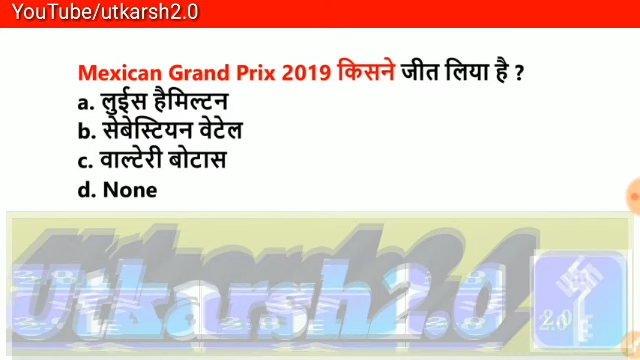 YouTube/utkarsh2.0
Mexican Grand Prix 2019 किसने जीत लिया है ?
a. लुईस हैमिल्टन
b. सेबेस्टियन वेटेल
c. वाल्टेरी बोटास
d. None
Utkarsh2.0
2.0